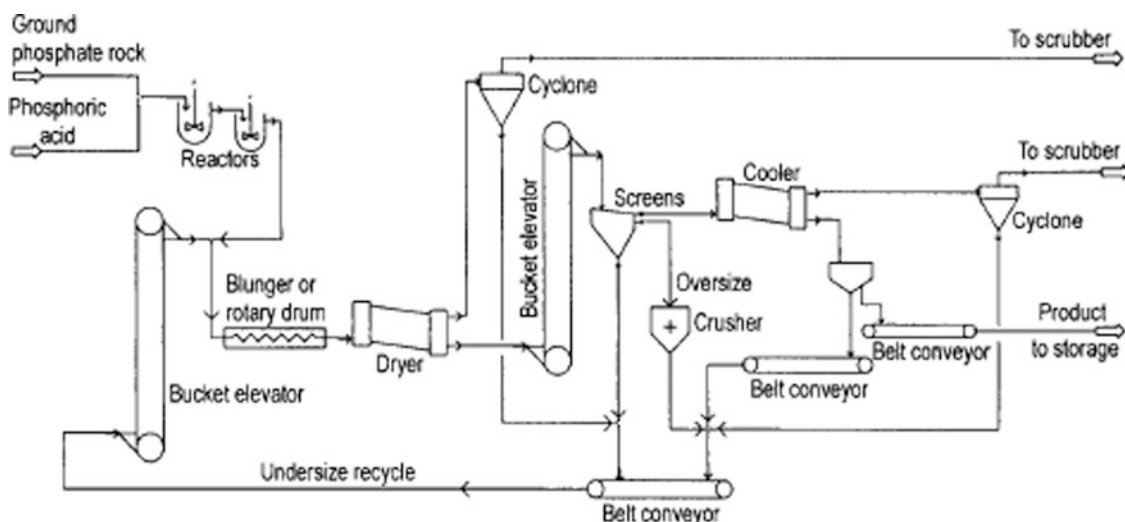 Ground
phosphate rock
Phosphoric
acid
Reactors
Cyclone
To scrubber
To scrubber
Bucket elevator
Screens
Cooler
Cyclone
Blunger or
rotary drum
Dryer
Oversize
Crusher
Belt conveyor
Product
to storage
Belt conveyor
Bucket elevator
Undersize recycle
Belt conveyor